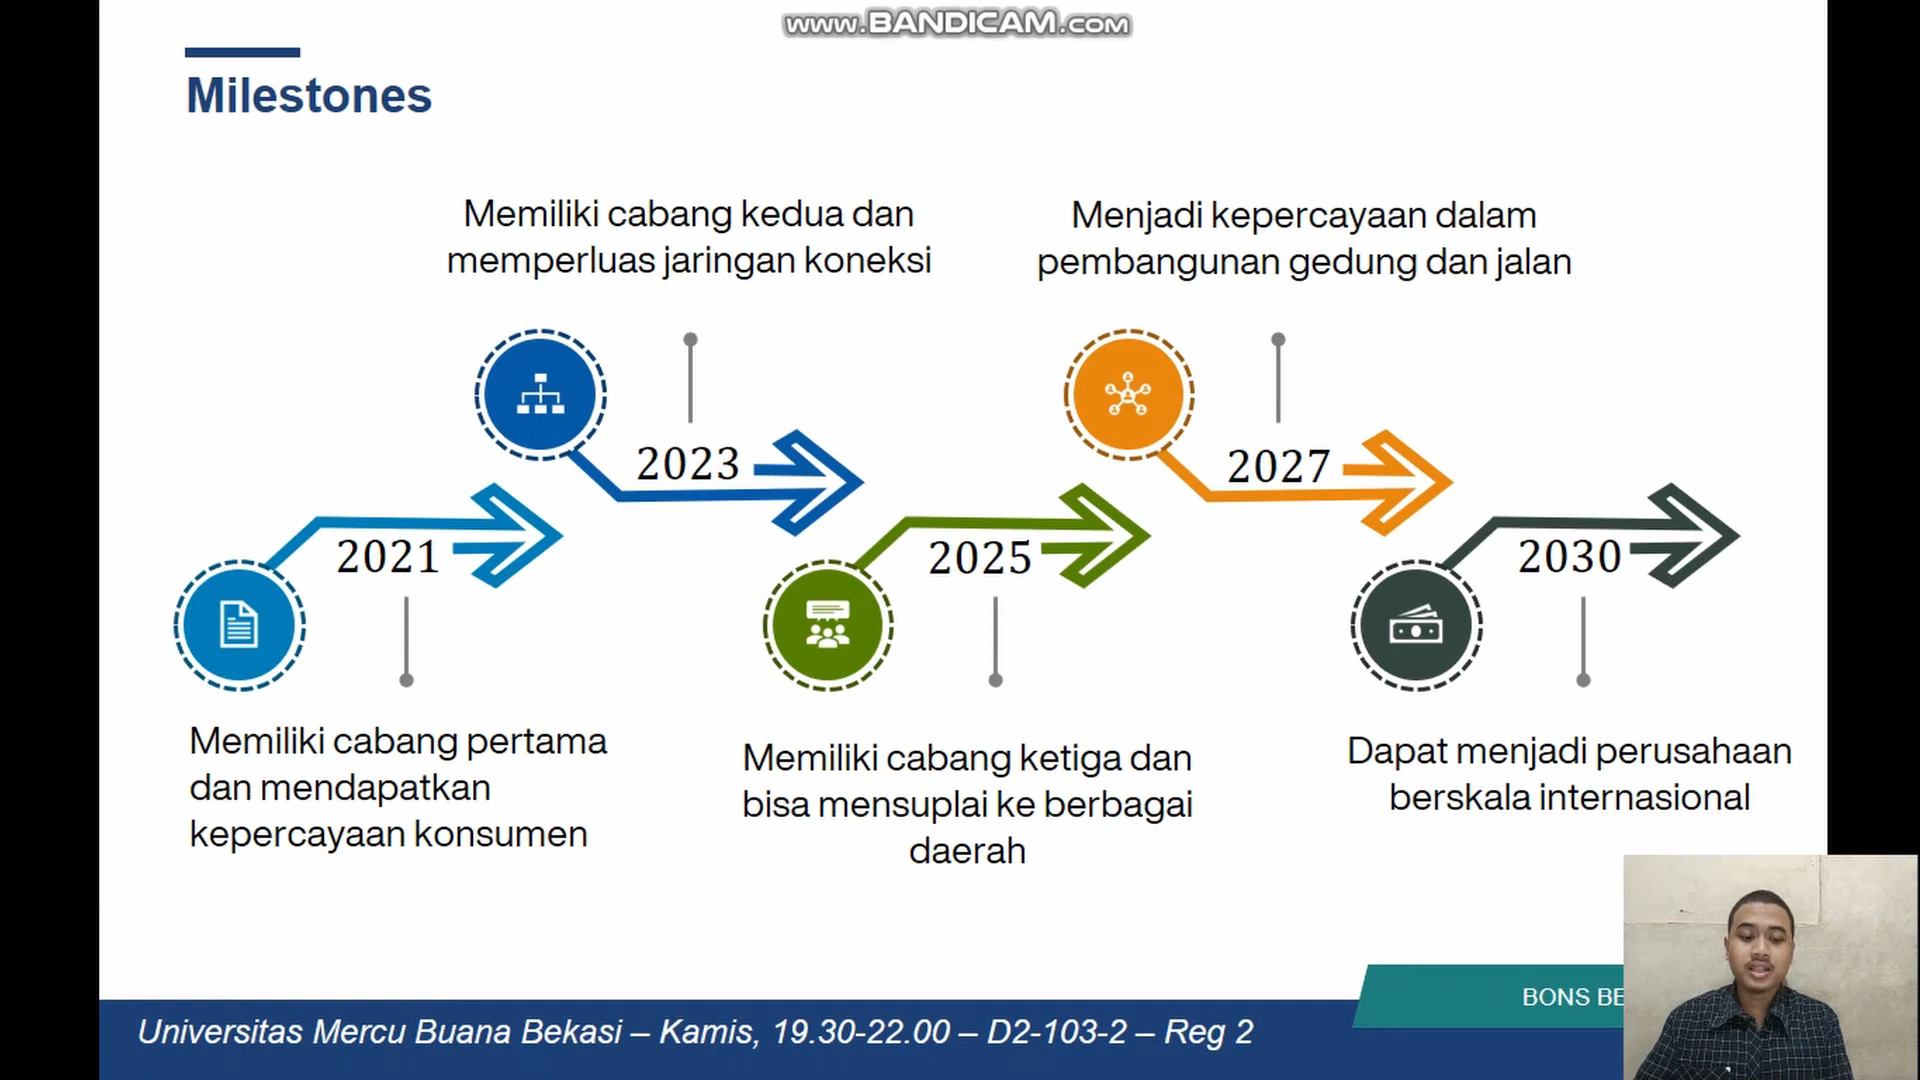 www.BANDICAM.com
Milestones
Memiliki cabang kedua dan
memperluas jaringan koneksi
Menjadi kepercayaan dalam
pembangunan gedung dan jalan
2023
2027
2021
2025
2030
Memiliki cabang pertama
dan mendapatkan
kepercayaan konsumen
Memiliki cabang ketiga dan
bisa mensuplai ke berbagai
daerah
Dapat menjadi perusahaan
berskala internasional
BONS
Universitas Mercu Buana Bekasi – Kamis, 19.30-22.00 – D2-103-2 – Reg 2